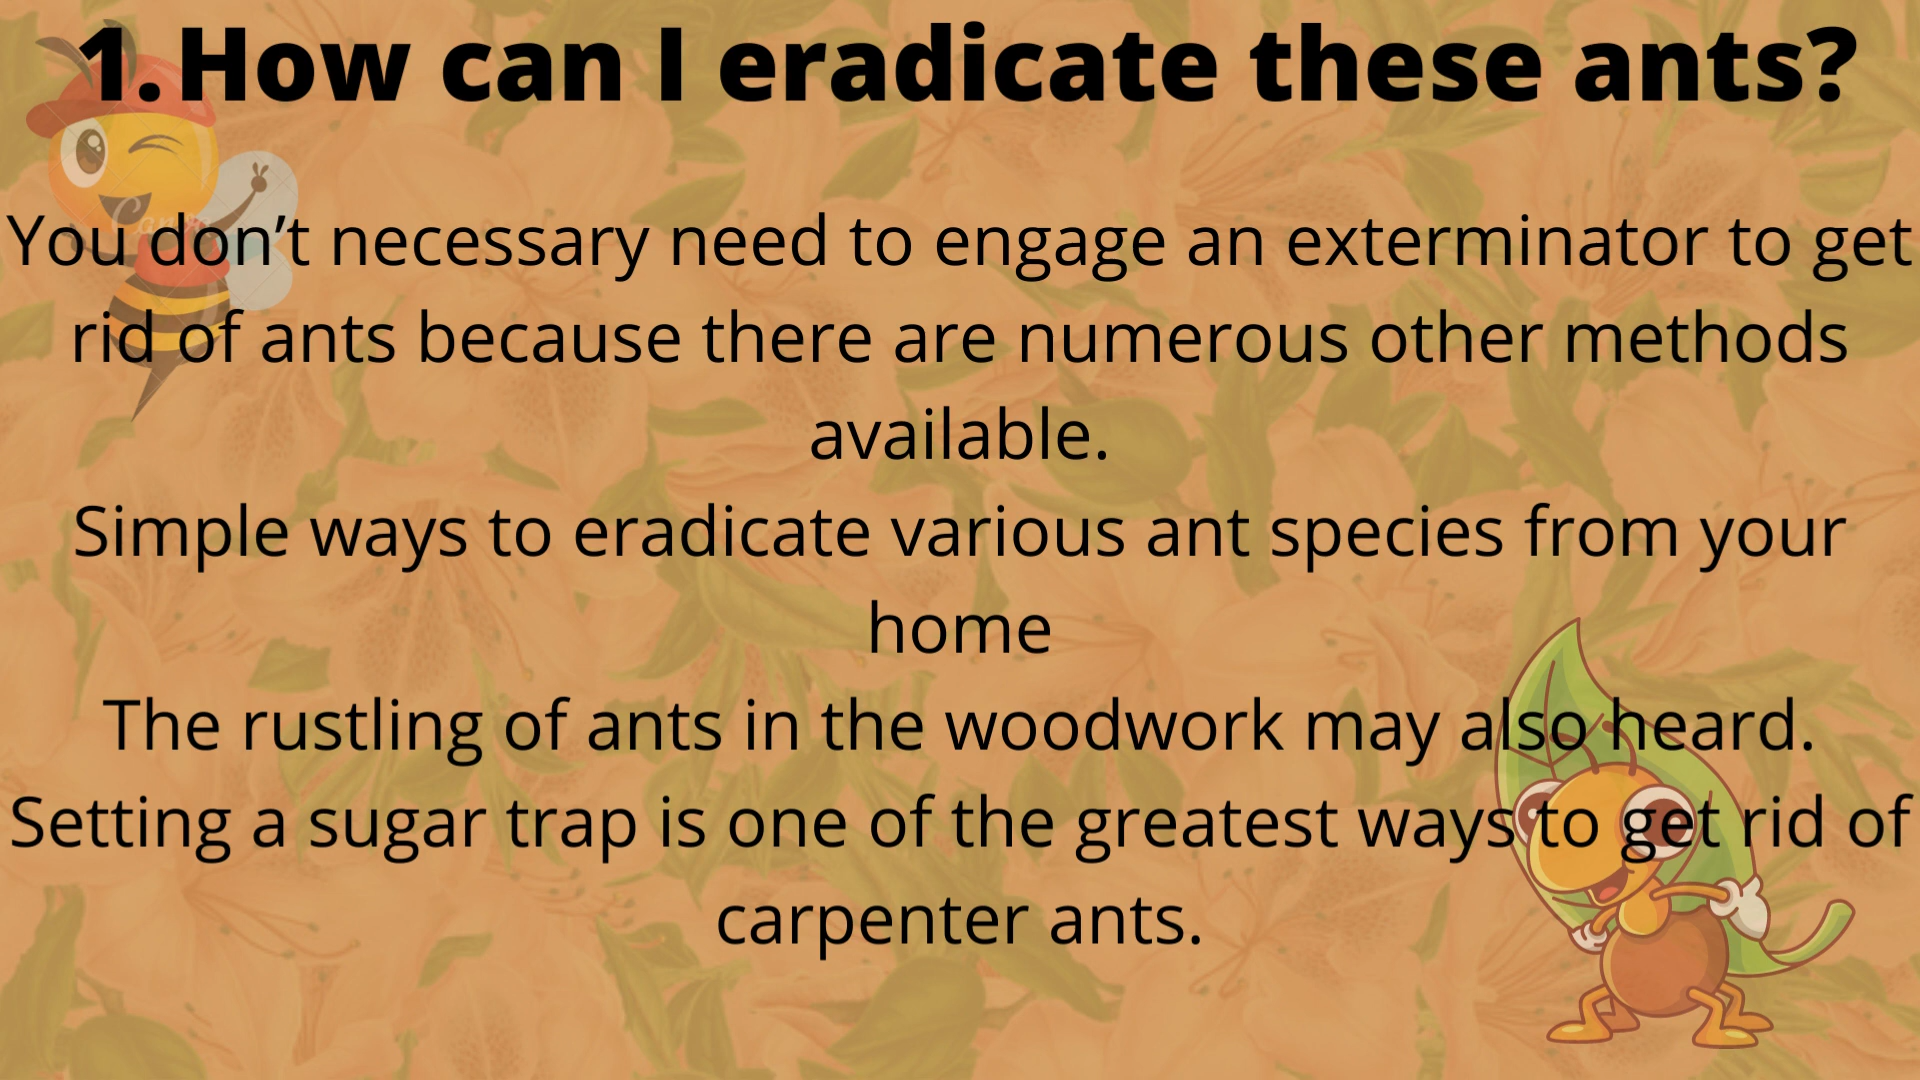 1. How can I eradicate these ants?
You don’t necessary need to engage an exterminator to get
rid of ants because there are numerous other methods
available.
Simple ways to eradicate various ant species from your
home
The rustling of ants in the woodwork may also heard.
Setting a sugar trap is one of the greatest ways to get rid of
carpenter ants.
Canva